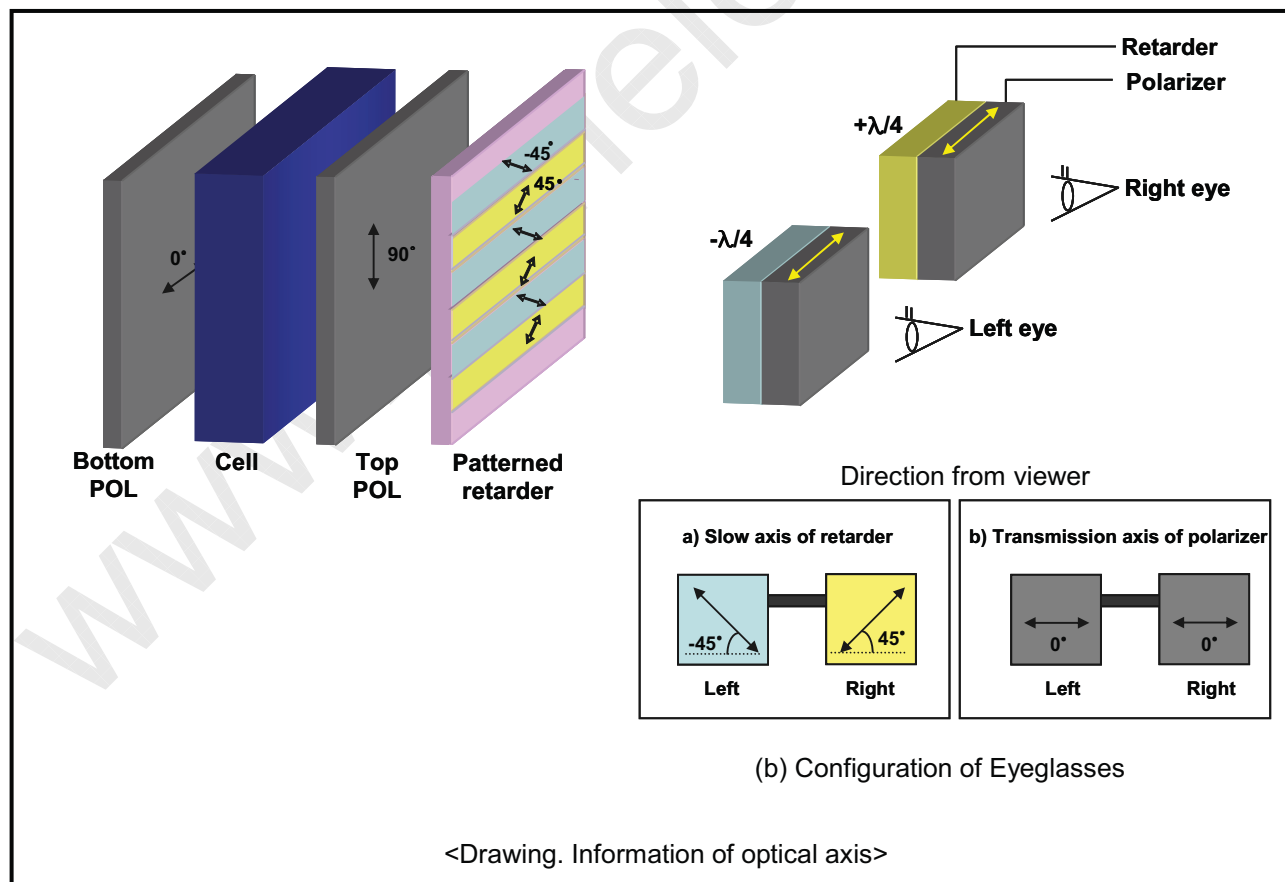 Retarder
Polarizer
+λ/4
-45°
45°
Right eye
0°
90°
-λ/4
Left eye
Bottom
POL
Cell
Top
POL
Patterned
retarder
Direction from viewer
a) Slow axis of retarder
-45°
45°
Left
Right
b) Transmission axis of polarizer
0°
0°
Left
Right
(b) Configuration of Eyeglasses
<Drawing. Information of optical axis>